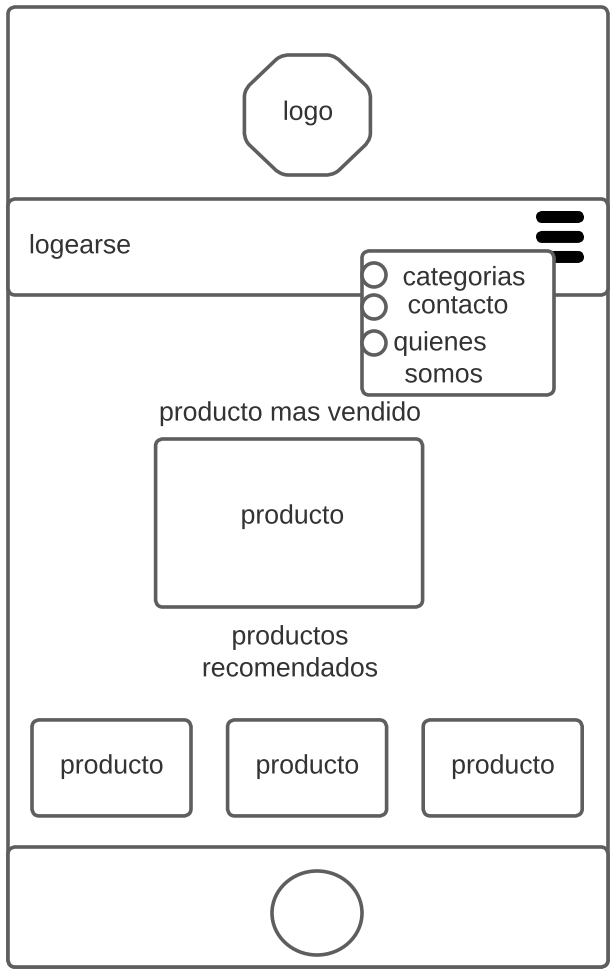 logo
logearse
categorias
contacto
quienes
somos
producto mas vendido
producto
productos
recomendados
producto
producto
producto